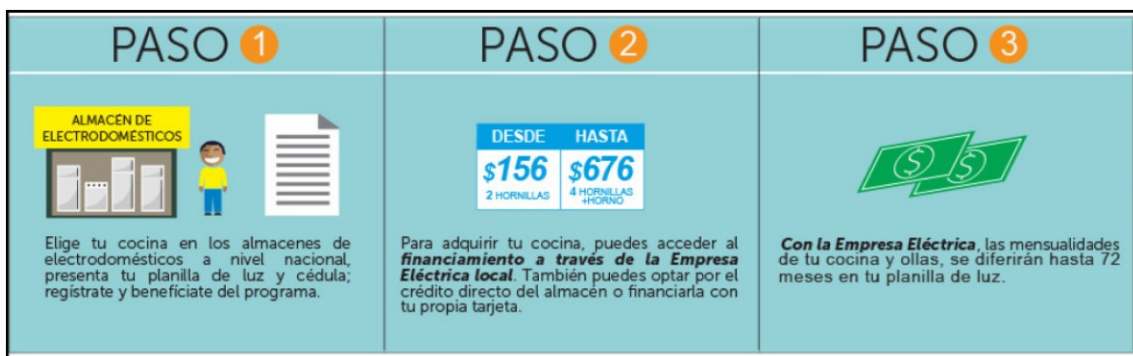 PASO 1
ALMACÉN DE
ELECTRODOMÉSTICOS
Elige tu cocina en los almacenes de
electrodomésticos a nivel nacional,
presenta tu planilla de luz y cédula;
regístrate y benefíciate del programa.
PASO 2
DESDE HASTA
$156 $676
2 HORNILLAS 4 HORNILLAS
+HORNO
Para adquirir tu cocina, puedes acceder al
financiamiento a través de la Empresa
Eléctrica local. También puedes optar por el
crédito directo del almacén o financiarla con
tu propia tarjeta.
PASO 3
$ $
Con la Empresa Eléctrica, las mensualidades
de tu cocina y ollas, se diferirán hasta 72
meses en tu planilla de luz.